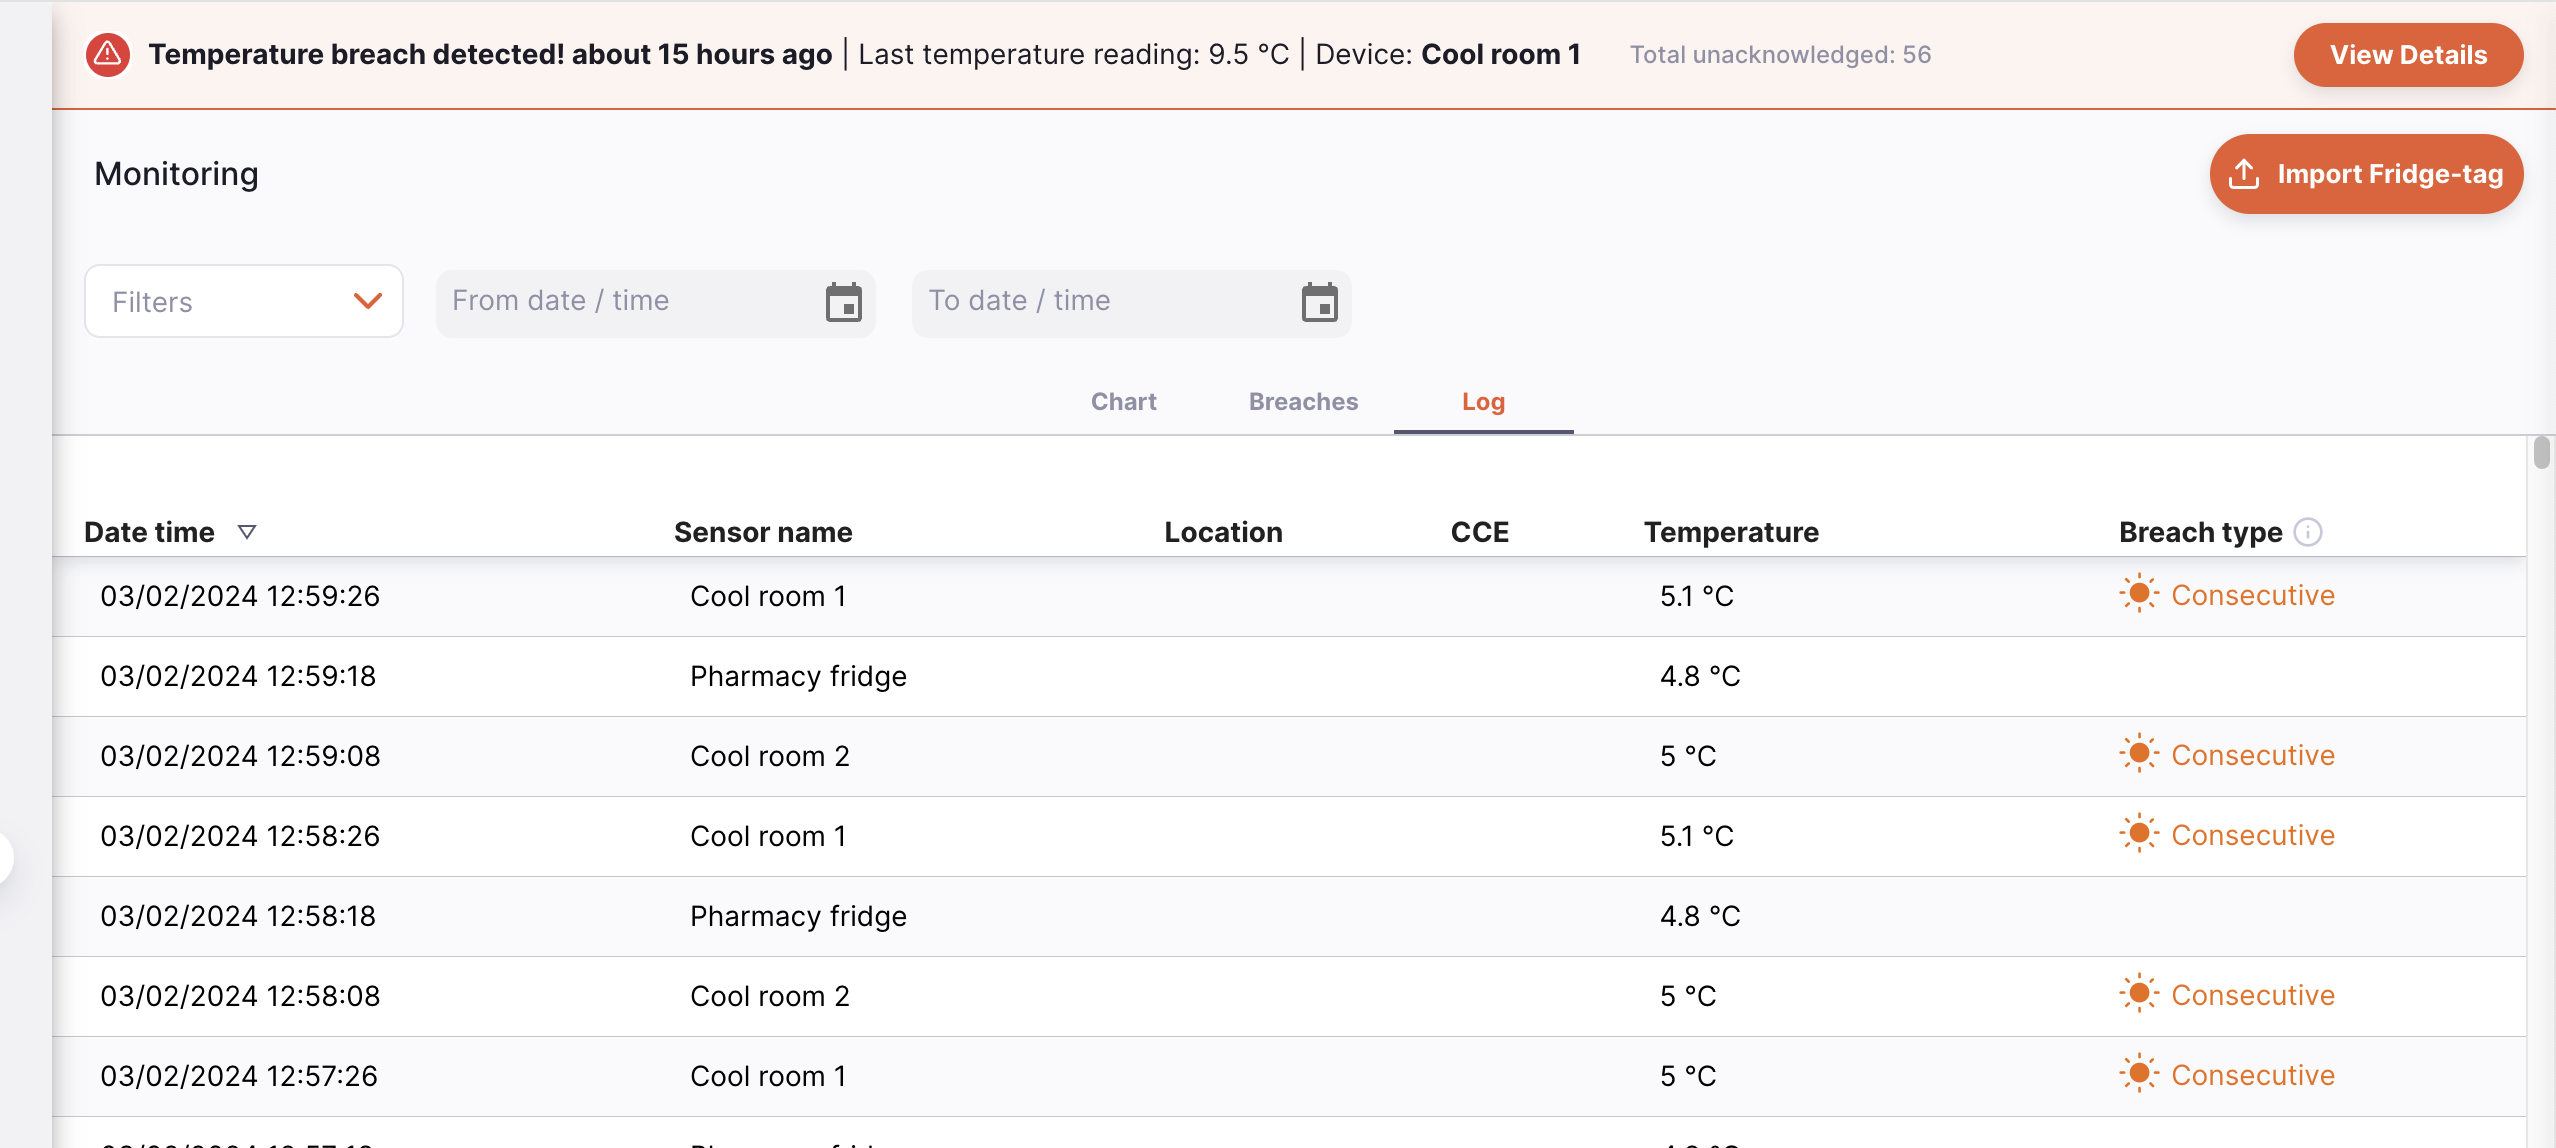 Temperature breach detected! about 15 hours ago | Last temperature reading: 9.5 °C | Device: Cool room 1 Total unacknowledged: 56 View Details
Monitoring Import Fridge-tag
Filters From date / time To date / time
Chart Breaches Log
Date time Sensor name Location CCE Temperature Breach type
03/02/2024 12:59:26 Cool room 1 5.1 °C Consecutive
03/02/2024 12:59:18 Pharmacy fridge 4.8 °C
03/02/2024 12:59:08 Cool room 2 5 °C Consecutive
03/02/2024 12:58:26 Cool room 1 5.1 °C Consecutive
03/02/2024 12:58:18 Pharmacy fridge 4.8 °C
03/02/2024 12:58:08 Cool room 2 5 °C Consecutive
03/02/2024 12:57:26 Cool room 1 5 °C Consecutive